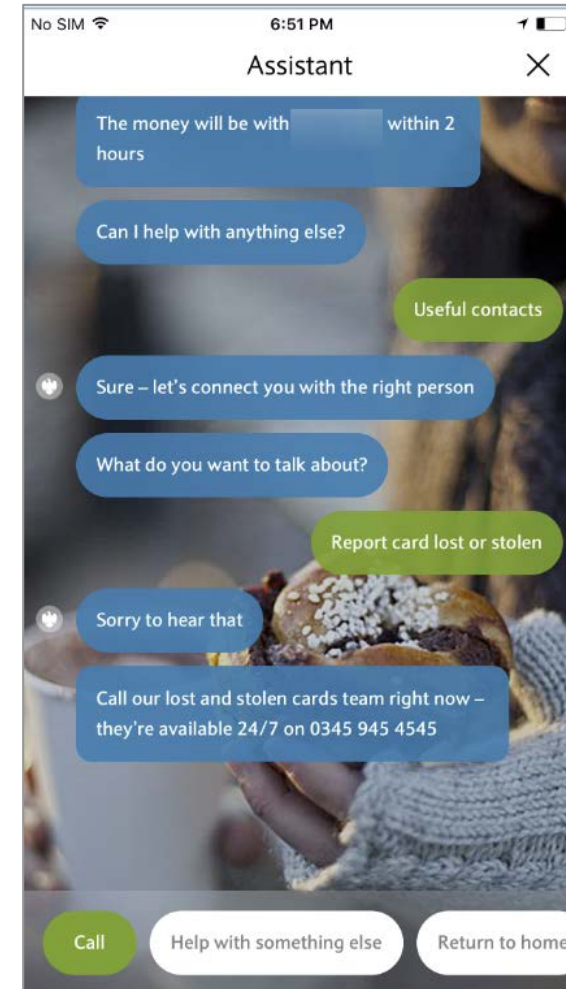 No SIM 6:51 PM
Assistant
The money will be with within 2
hours
Can I help with anything else?
Useful contacts
Sure – let's connect you with the right person
What do you want to talk about?
Report card lost or stolen
Sorry to hear that
Call our lost and stolen cards team right now –
they're available 24/7 on 0345 945 4545
Call Help with something else Return to home